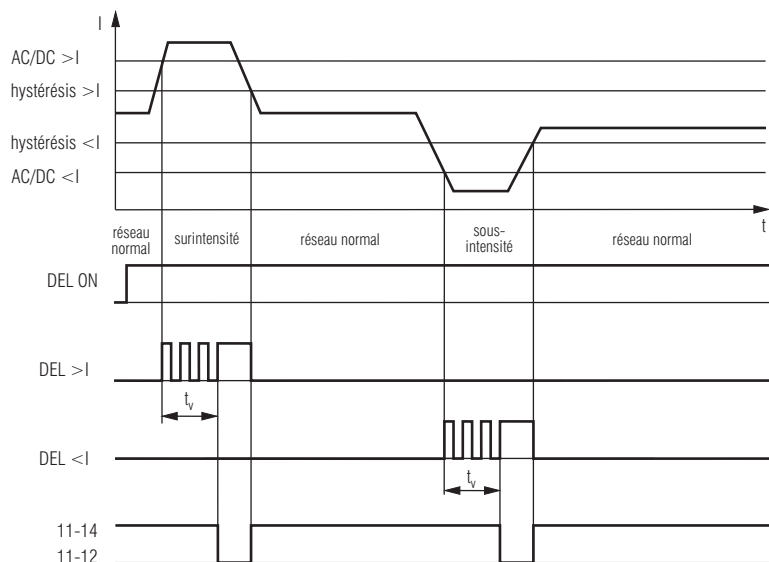 I
AC/DC >I
hystérésis >I
hystérésis <I
AC/DC <I
t
réseau
normal
surintensité
réseau normal
sous-
intensité
réseau normal
DEL ON
DEL >I
tv
DEL <I
tv
11-14
11-12